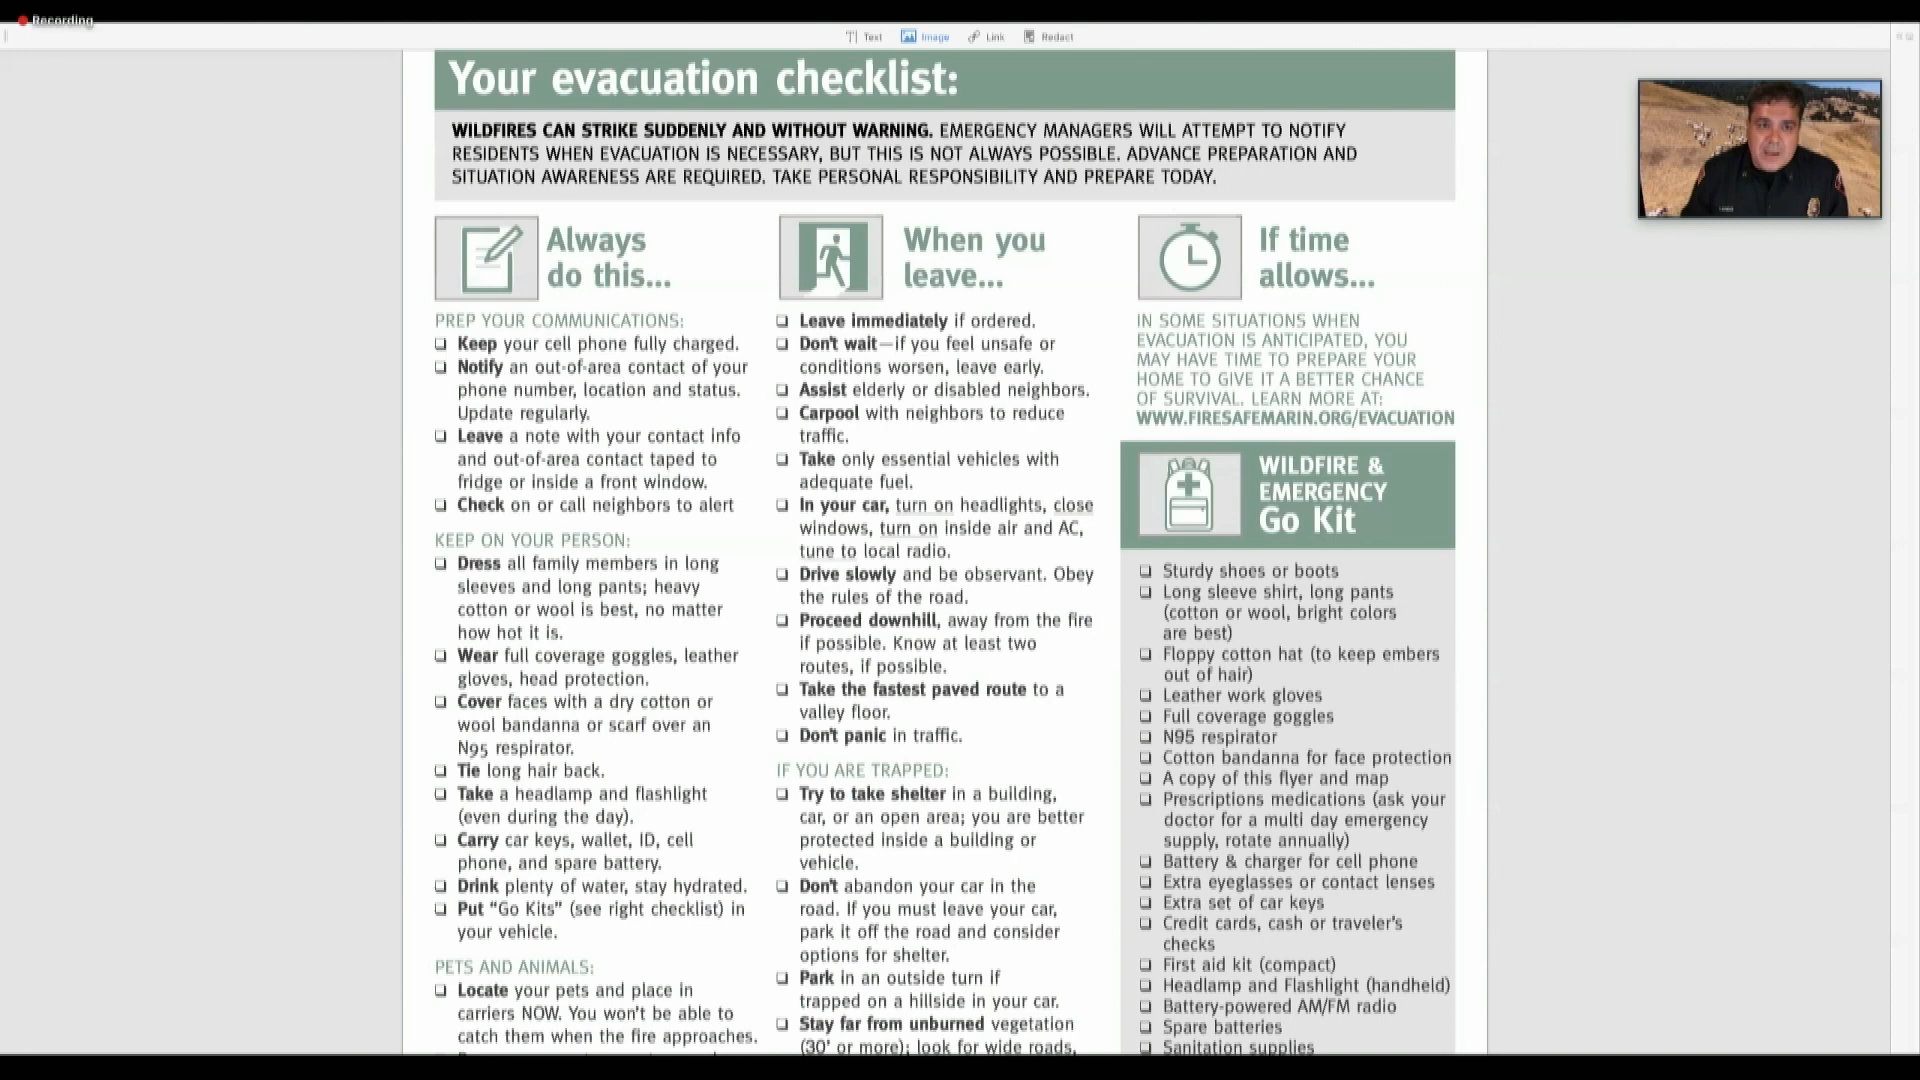 Recording
Text Image Link Redact
Your evacuation checklist:
WILDFIRES CAN STRIKE SUDDENLY AND WITHOUT WARNING. EMERGENCY MANAGERS WILL ATTEMPT TO NOTIFY
RESIDENTS WHEN EVACUATION IS NECESSARY, BUT THIS IS NOT ALWAYS POSSIBLE. ADVANCE PREPARATION AND
SITUATION AWARENESS ARE REQUIRED. TAKE PERSONAL RESPONSIBILITY AND PREPARE TODAY.
Always
do this...
PREP YOUR COMMUNICATIONS:
❑ Keep your cell phone fully charged.
❑ Notify an out-of-area contact of your
phone number, location and status.
Update regularly.
❑ Leave a note with your contact info
and out-of-area contact taped to
fridge or inside a front window.
❑ Check on or call neighbors to alert
KEEP ON YOUR PERSON:
❑ Dress all family members in long
sleeves and long pants; heavy
cotton or wool is best, no matter
how hot it is.
❑ Wear full coverage goggles, leather
gloves, head protection.
❑ Cover faces with a dry cotton or
wool bandanna or scarf over an
N95 respirator.
❑ Tie long hair back.
❑ Take a headlamp and flashlight
(even during the day).
❑ Carry car keys, wallet, ID, cell
phone, and spare battery.
❑ Drink plenty of water, stay hydrated.
❑ Put “Go Kits” (see right checklist) in
your vehicle.
PETS AND ANIMALS:
❑ Locate your pets and place in
carriers NOW. You won’t be able to
catch them when the fire approaches.
When you
leave...
❑ Leave immediately if ordered.
❑ Don’t wait—if you feel unsafe or
conditions worsen, leave early.
❑ Assist elderly or disabled neighbors.
❑ Carpool with neighbors to reduce
traffic.
❑ Take only essential vehicles with
adequate fuel.
❑ In your car, turn on headlights, close
windows, turn on inside air and AC,
tune to local radio.
❑ Drive slowly and be observant. Obey
the rules of the road.
❑ Proceed downhill, away from the fire
if possible. Know at least two
routes, if possible.
❑ Take the fastest paved route to a
valley floor.
❑ Don’t panic in traffic.
IF YOU ARE TRAPPED:
❑ Try to take shelter in a building,
car, or an open area; you are better
protected inside a building or
vehicle.
❑ Don’t abandon your car in the
road. If you must leave your car,
park it off the road and consider
options for shelter.
❑ Park in an outside turn if
trapped on a hillside in your car.
❑ Stay far from unburned vegetation
(30’ or more); look for wide roads,
If time
allows...
IN SOME SITUATIONS WHEN
EVACUATION IS ANTICIPATED, YOU
MAY HAVE TIME TO PREPARE YOUR
HOME TO GIVE IT A BETTER CHANCE
OF SURVIVAL. LEARN MORE AT:
WWW.FIRESAFEMARIN.ORG/EVACUATION
WILDFIRE &
EMERGENCY
Go Kit
❑ Sturdy shoes or boots
❑ Long sleeve shirt, long pants
(cotton or wool, bright colors
are best)
❑ Floppy cotton hat (to keep embers
out of hair)
❑ Leather work gloves
❑ Full coverage goggles
❑ N95 respirator
❑ Cotton bandanna for face protection
❑ A copy of this flyer and map
❑ Prescriptions medications (ask your
doctor for a multi day emergency
supply, rotate annually)
❑ Battery & charger for cell phone
❑ Extra eyeglasses or contact lenses
❑ Extra set of car keys
❑ Credit cards, cash or traveler’s
checks
❑ First aid kit (compact)
❑ Headlamp and Flashlight (handheld)
❑ Battery-powered AM/FM radio
❑ Spare batteries
❑ Sanitation supplies